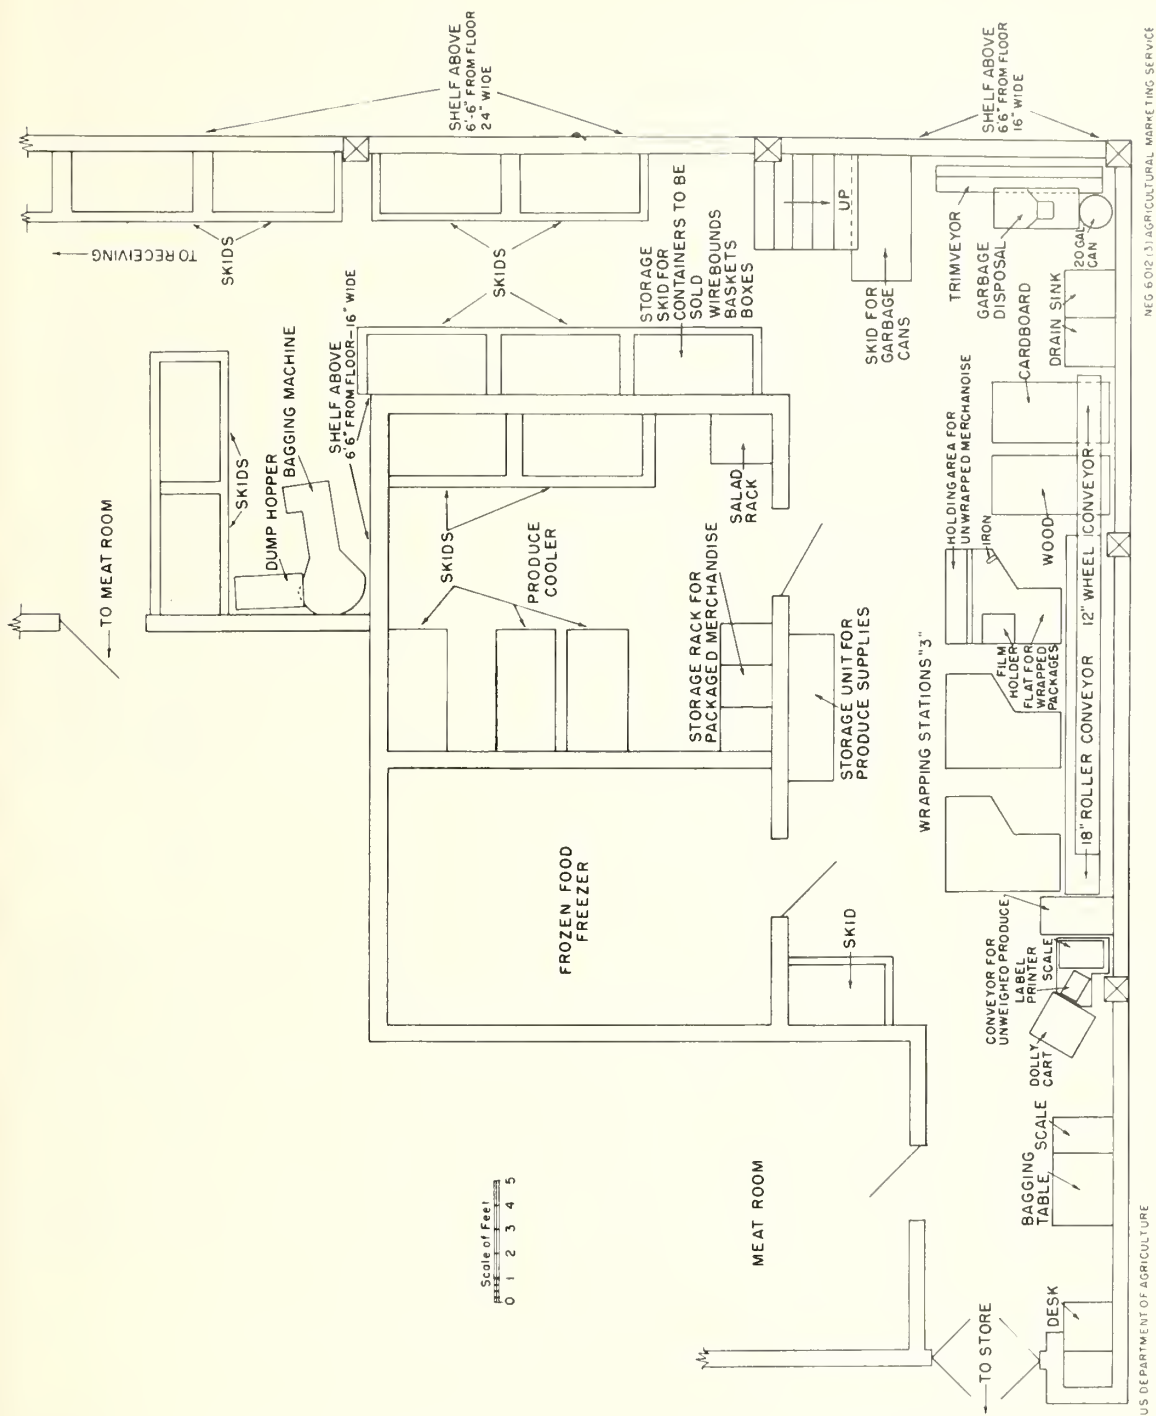 SHELF ABOVE
6'-6" FROM FLOOR
24" WIDE
SHELF ABOVE
6'6" FROM FLOOR
16" WIDE
TO RECEIVING
SKIDS
SKIDS
STORAGE
SKID FOR
CONTAINERS TO BE
SOLD
WIREBOUNDS
BASKETS
BOXES
UP
SKID FOR
GARBAGE
CANS
TRIMVEYOR
GARBAGE
DISPOSAL
20 GAL
CAN
DRAIN SINK
CARDBOARD
TO MEAT ROOM
SKIDS
DUMP HOPPER
BAGGING MACHINE
SHELF ABOVE
6'6" FROM FLOOR-16" WIDE
SKIDS
PRODUCE
COOLER
SALAD
RACK
STORAGE RACK FOR
PACKAGED MERCHANDISE
STORAGE UNIT FOR
PRODUCE SUPPLIES
HOLDING AREA FOR
UNWRAPPED MERCHANDISE
IRON
WOOD
FILM
HOLDER
FLAT FOR
WRAPPED
PACKAGES
WRAPPING STATIONS "3"
18" ROLLER CONVEYOR
12" WHEEL CONVEYOR
FROZEN FOOD
FREEZER
SKID
CONVEYOR FOR
UNWEIGHED PRODUCE
LABEL
PRINTER
SCALE
DOLLY
CART
Scale of Feet
0 1 2 3 4 5
MEAT ROOM
BAGGING
TABLE
SCALE
TO STORE
DESK
US DEPARTMENT OF AGRICULTURE
NEG 6012 (3) AGRICULTURAL MARKETING SERVICE